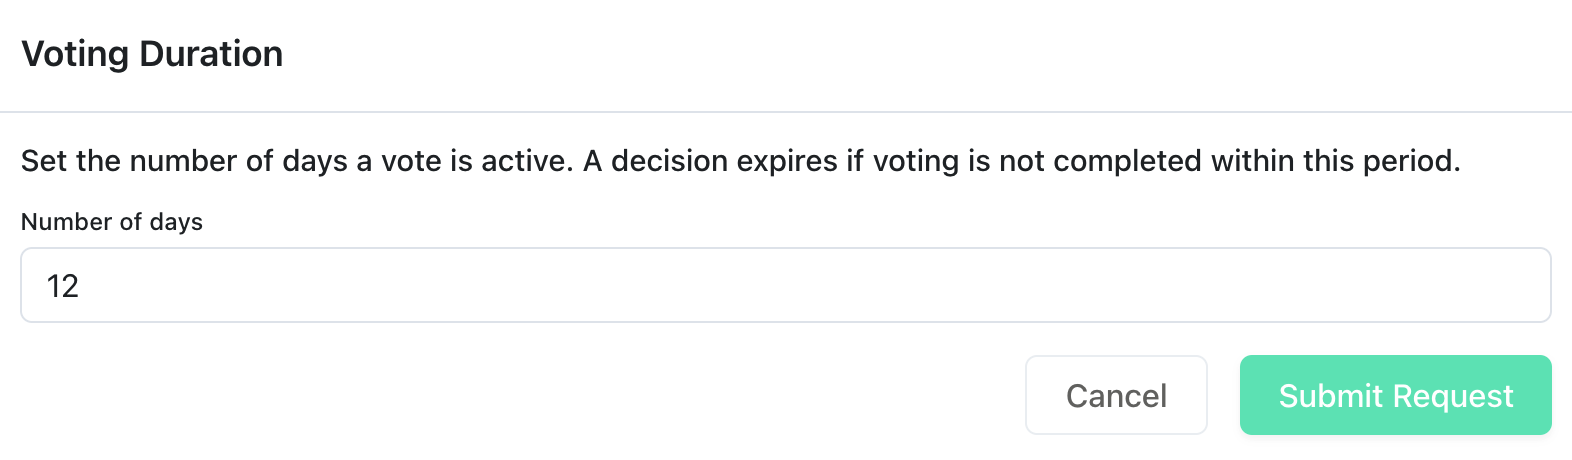 Voting Duration
Set the number of days a vote is active. A decision expires if voting is not completed within this period.
Number of days
12
Cancel
Submit Request